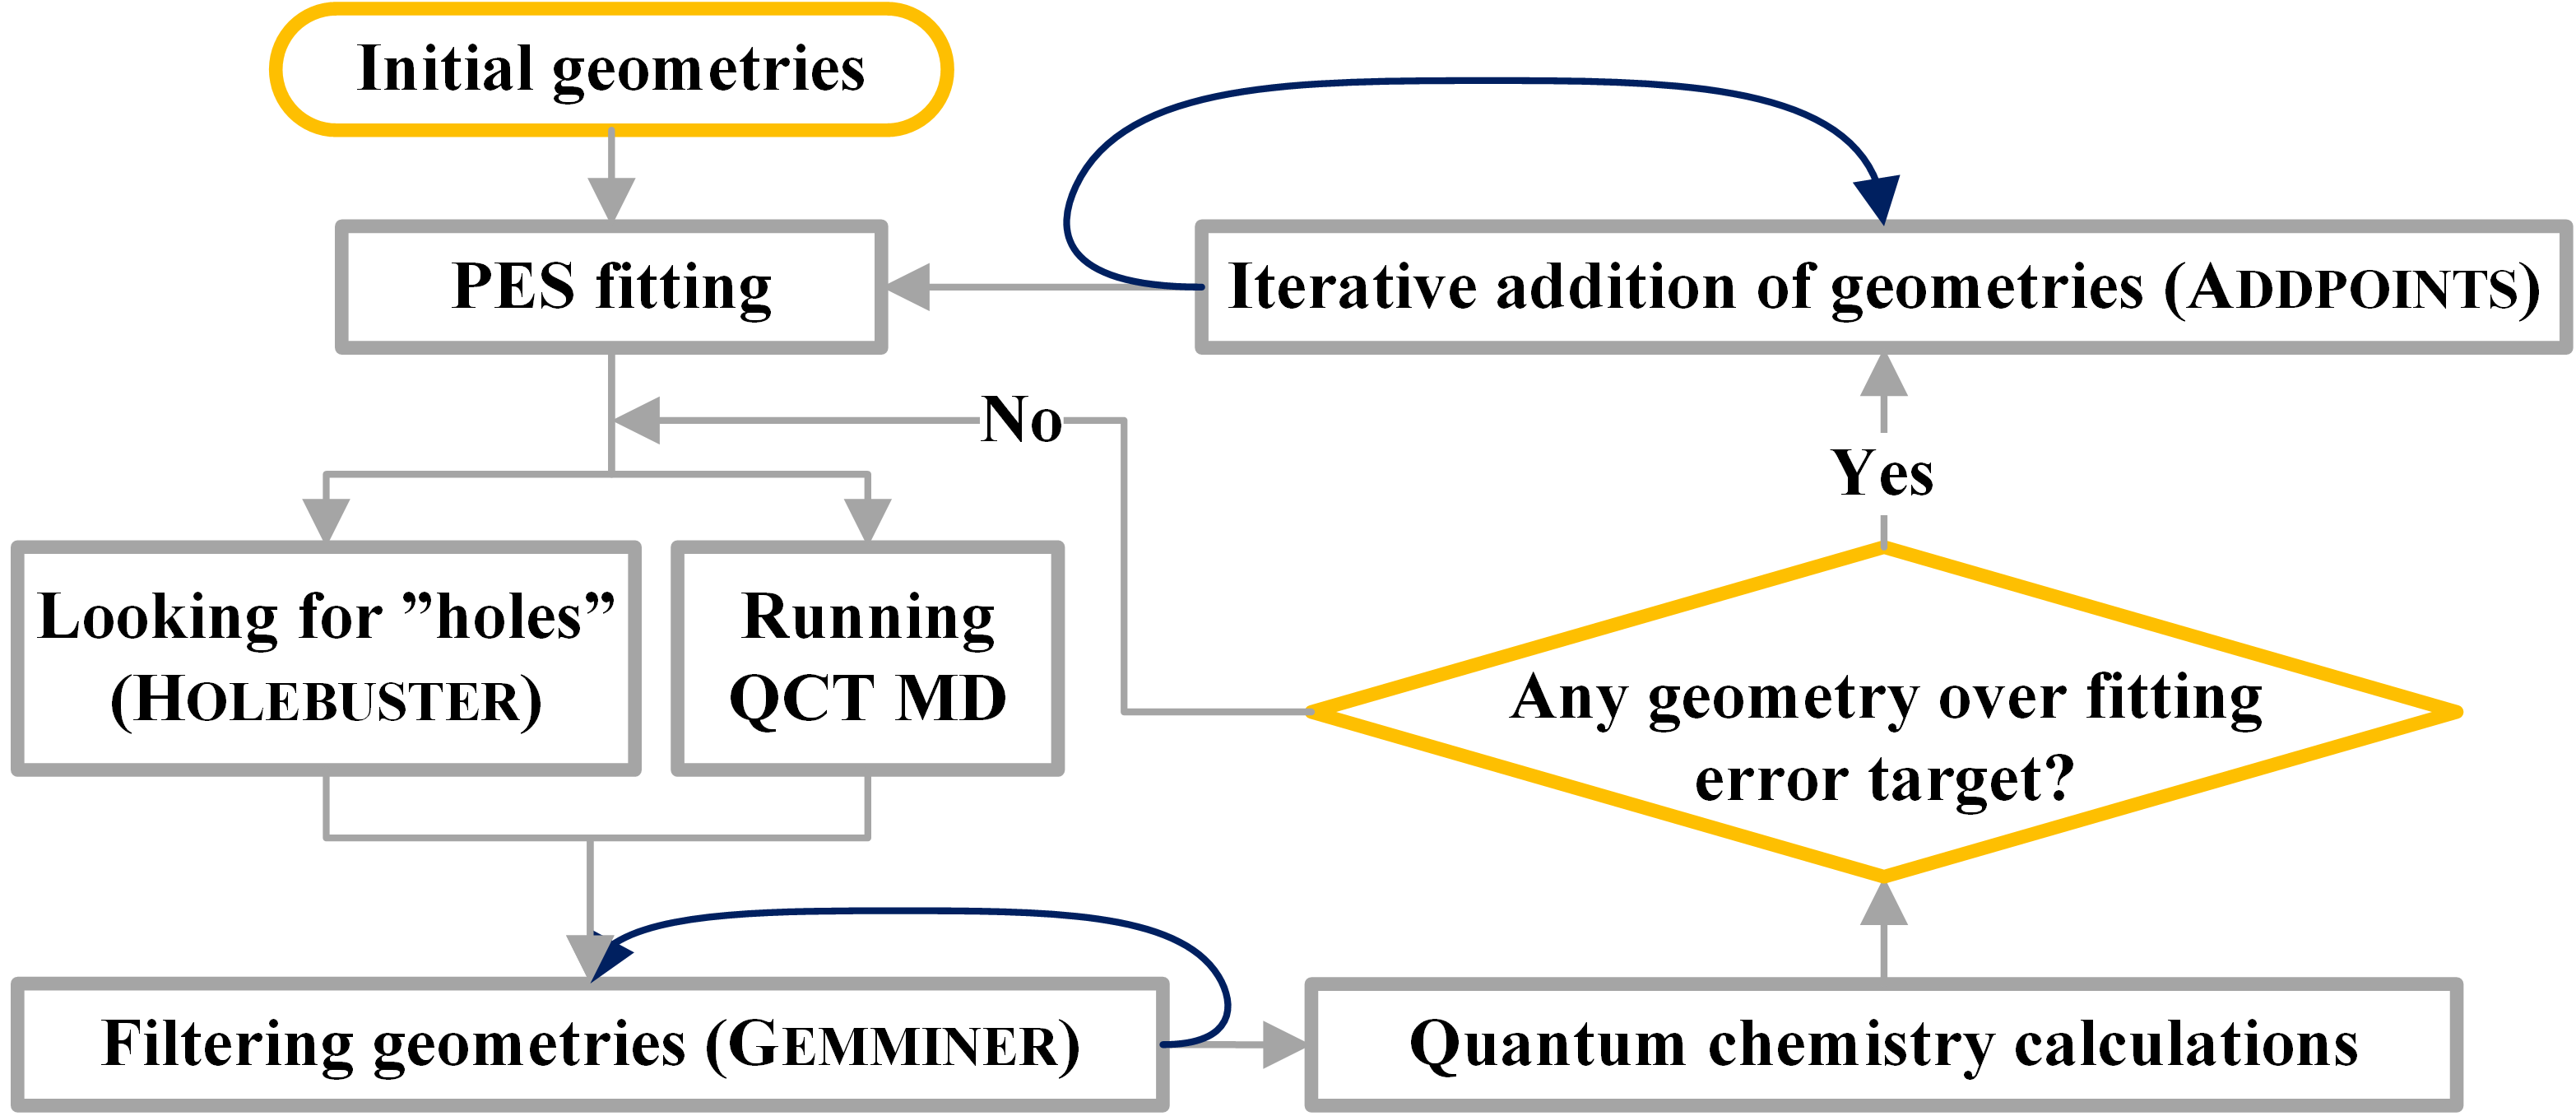 Initial geometries
PES fitting
Iterative addition of geometries (ADDPOINTS)
No
Yes
Looking for ”holes”
(HOLEBUSTER)
Running
QCT MD
Any geometry over fitting
error target?
Filtering geometries (GEMMINER)
Quantum chemistry calculations